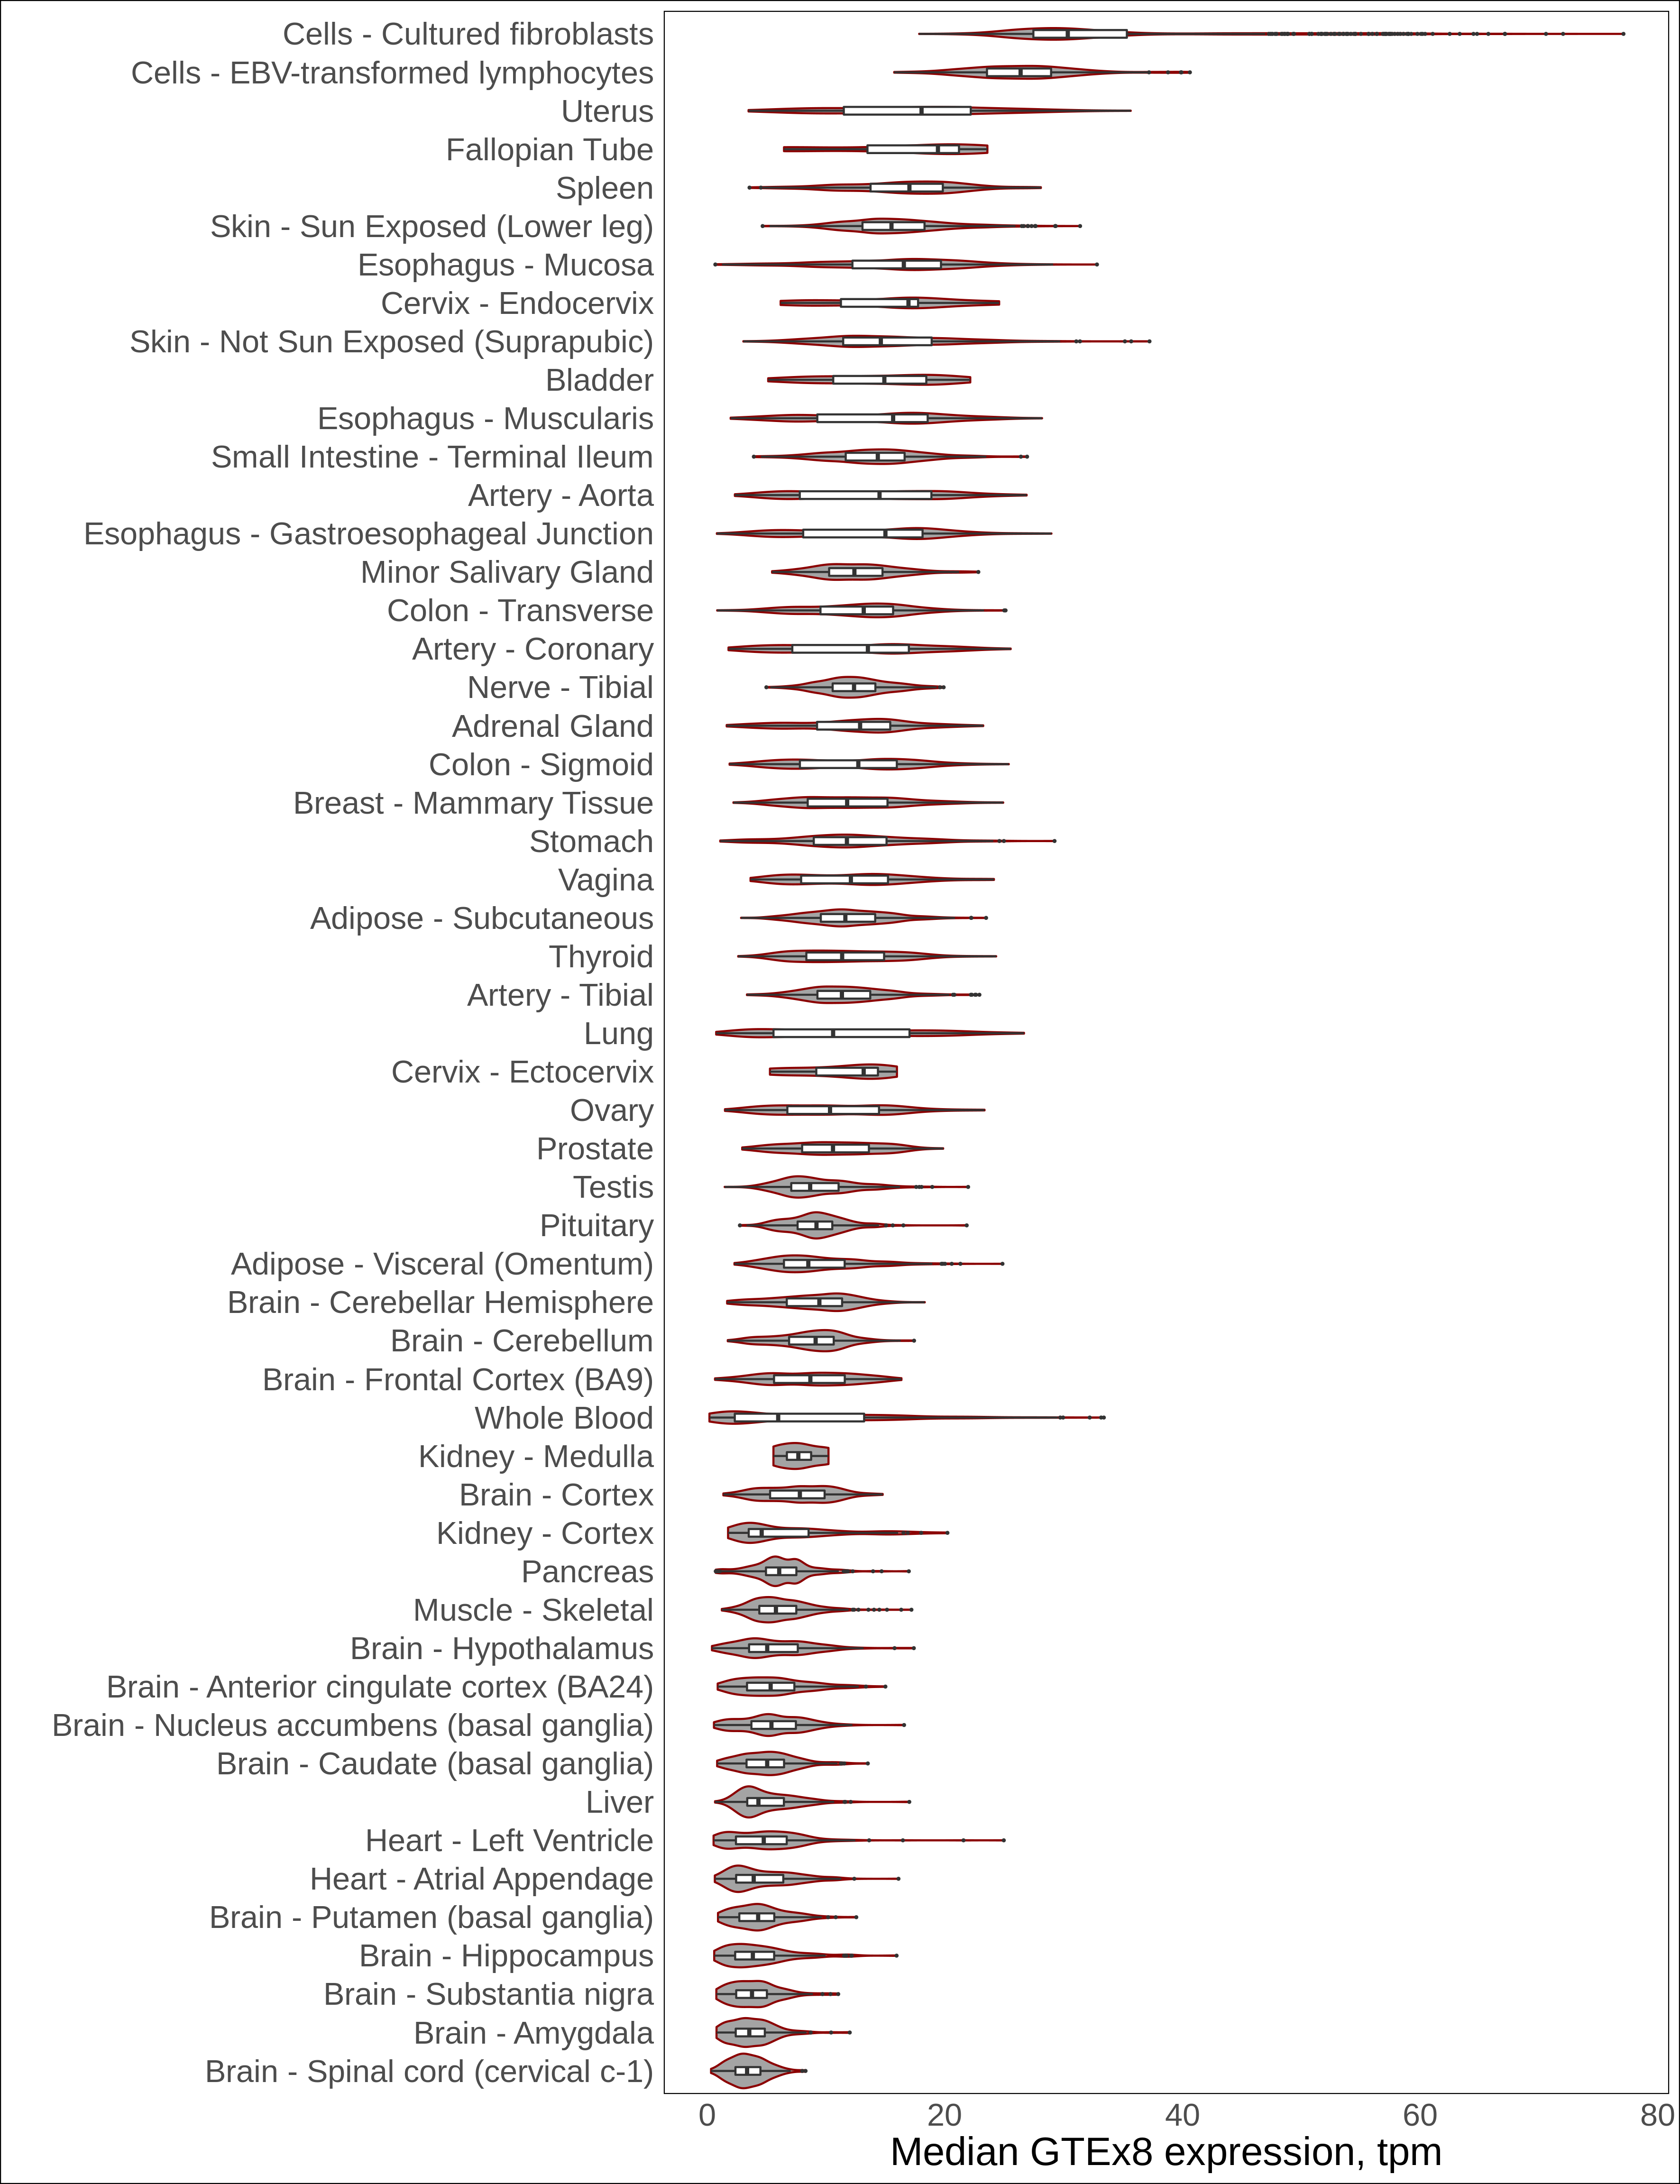 Cells - Cultured fibroblasts
Cells - EBV-transformed lymphocytes
Uterus
Fallopian Tube
Spleen
Skin - Sun Exposed (Lower leg)
Esophagus - Mucosa
Cervix - Endocervix
Skin - Not Sun Exposed (Suprapubic)
Bladder
Esophagus - Muscularis
Small Intestine - Terminal Ileum
Artery - Aorta
Esophagus - Gastroesophageal Junction
Minor Salivary Gland
Colon - Transverse
Artery - Coronary
Nerve - Tibial
Adrenal Gland
Colon - Sigmoid
Breast - Mammary Tissue
Stomach
Vagina
Adipose - Subcutaneous
Thyroid
Artery - Tibial
Lung
Cervix - Ectocervix
Ovary
Prostate
Testis
Pituitary
Adipose - Visceral (Omentum)
Brain - Cerebellar Hemisphere
Brain - Cerebellum
Brain - Frontal Cortex (BA9)
Whole Blood
Kidney - Medulla
Brain - Cortex
Kidney - Cortex
Pancreas
Muscle - Skeletal
Brain - Hypothalamus
Brain - Anterior cingulate cortex (BA24)
Brain - Nucleus accumbens (basal ganglia)
Brain - Caudate (basal ganglia)
Liver
Heart - Left Ventricle
Heart - Atrial Appendage
Brain - Putamen (basal ganglia)
Brain - Hippocampus
Brain - Substantia nigra
Brain - Amygdala
Brain - Spinal cord (cervical c-1)
0 20 40 60 80
Median GTEx8 expression, tpm